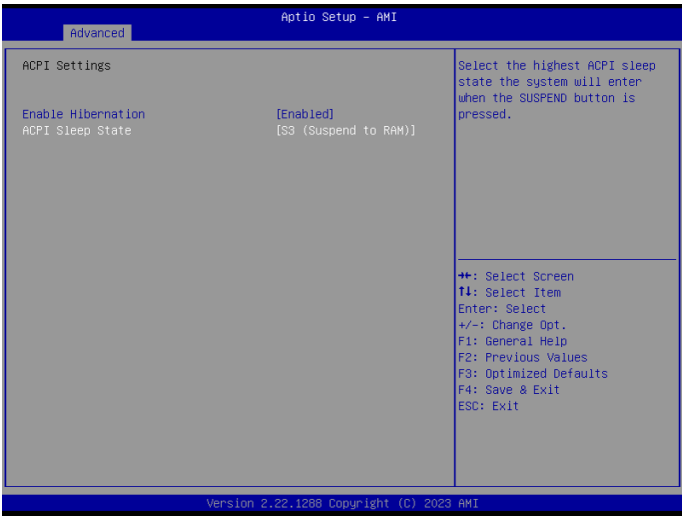 Aptio Setup – AMI
Advanced
ACPI Settings
Enable Hibernation [Enabled]
ACPI Sleep State [S3 (Suspend to RAM)]
Select the highest ACPI sleep
state the system will enter
when the SUSPEND button is
pressed.
→←: Select Screen
↑↓: Select Item
Enter: Select
+/-: Change Opt.
F1: General Help
F2: Previous Values
F3: Optimized Defaults
F4: Save & Exit
ESC: Exit
Version 2.22.1288 Copyright (C) 2023 AMI